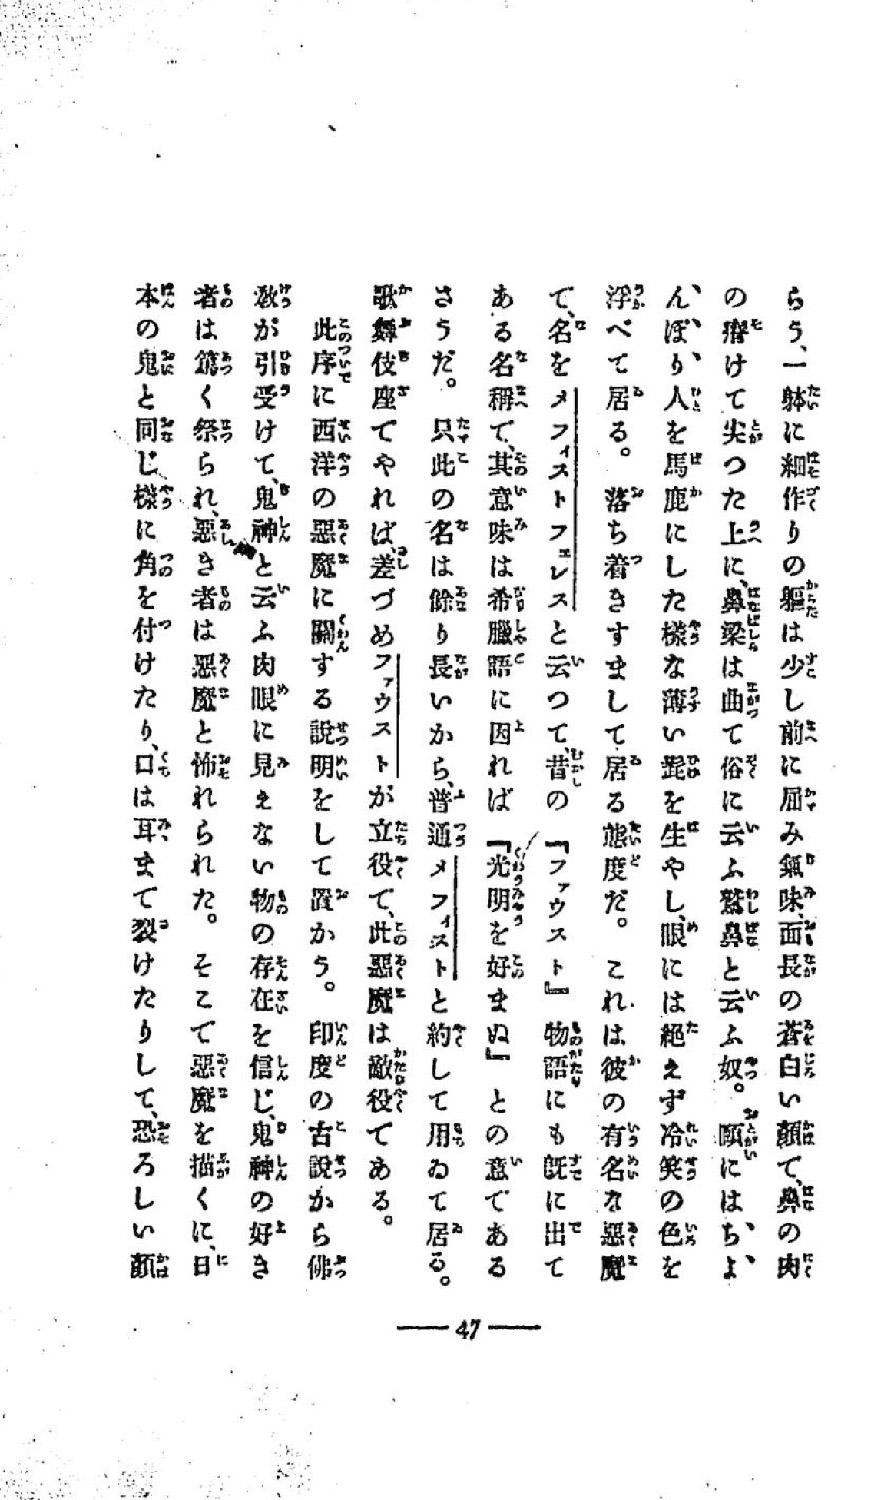 らう、一躰に細作りの軀は少し前に屈み氣味、面長の蒼白い顏で、鼻の肉
の瘠けて尖つた上に、鼻梁は曲て俗に云ふ鷲鼻と云ふ奴。頤にはちよ
んぼり人を馬鹿にした樣な薄い髭を生やし、眼には絶えず冷笑の色を
浮べて居る。落ち着きすまして居る態度だ。これは彼の有名な惡魔
で、名をメフィストフェレスと云つて、昔の『ファウスト』物語にも既に出て
ある名稱で、其意味は希臘語に因れば『光明を好まぬ』との意である
さうだ。只此の名は餘り長いから、普通メフィストと約して用ゐて居る。
歌舞伎座でやれば、差づめファウストが立役で、此惡魔は敵役である。
此序に西洋の惡魔に關する説明をして置かう。印度の古説から佛
敎が引受けて、鬼神と云ふ肉眼に見えない物の存在を信じ、鬼神の好き
者は篤く祭られ、惡き者は惡魔と怖れられた。そこで惡魔を描くに、日
本の鬼と同じ樣に角を付けたり、口は耳まで裂けたりして、恐ろしい顏
47